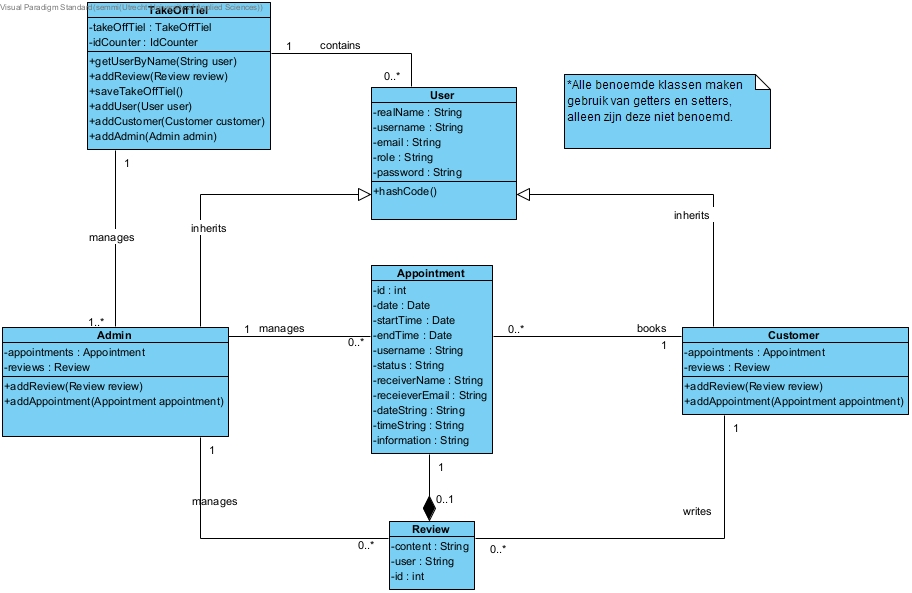 Visual Paradigm Standard(semmi(Utrecht Applied Sciences))
TakeOffTiel
-takeOffTiel : TakeOffTiel
-idCounter : IdCounter
+getUserByName(String user)
+addReview(Review review)
+saveTakeOffTiel()
+addUser(User user)
+addCustomer(Customer customer)
+addAdmin(Admin admin)
1
contains
0..*
User
-realName : String
-username : String
-email : String
-role : String
-password : String
+hashCode()
*Alle benoemde klassen maken
gebruik van getters en setters,
alleen zijn deze niet benoemd.
1
manages
1..*
inherits
inherits
Admin
-appointments : Appointment
-reviews : Review
+addReview(Review review)
+addAppointment(Appointment appointment)
1
manages
0..*
Appointment
-id : int
-date : Date
-startTime : Date
-endTime : Date
-username : String
-status : String
-receiverName : String
-receieverEmail : String
-dateString : String
-timeString : String
-information : String
0..*
books
1
Customer
-appointments : Appointment
-reviews : Review
+addReview(Review review)
+addAppointment(Appointment appointment)
1
manages
0..*
1
0..1
1
writes
0..*
Review
-content : String
-user : String
-id : int